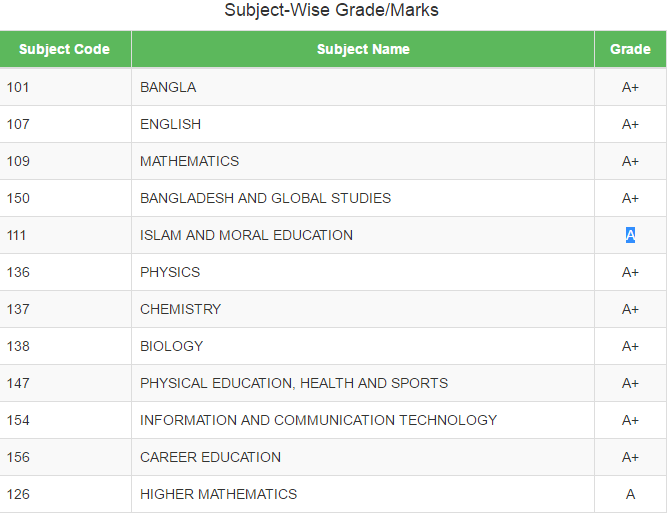 Subject-Wise Grade/Marks
Subject Code Subject Name Grade
101 BANGLA A+
107 ENGLISH A+
109 MATHEMATICS A+
150 BANGLADESH AND GLOBAL STUDIES A+
111 ISLAM AND MORAL EDUCATION A
136 PHYSICS A+
137 CHEMISTRY A+
138 BIOLOGY A+
147 PHYSICAL EDUCATION, HEALTH AND SPORTS A+
154 INFORMATION AND COMMUNICATION TECHNOLOGY A+
156 CAREER EDUCATION A+
126 HIGHER MATHEMATICS A